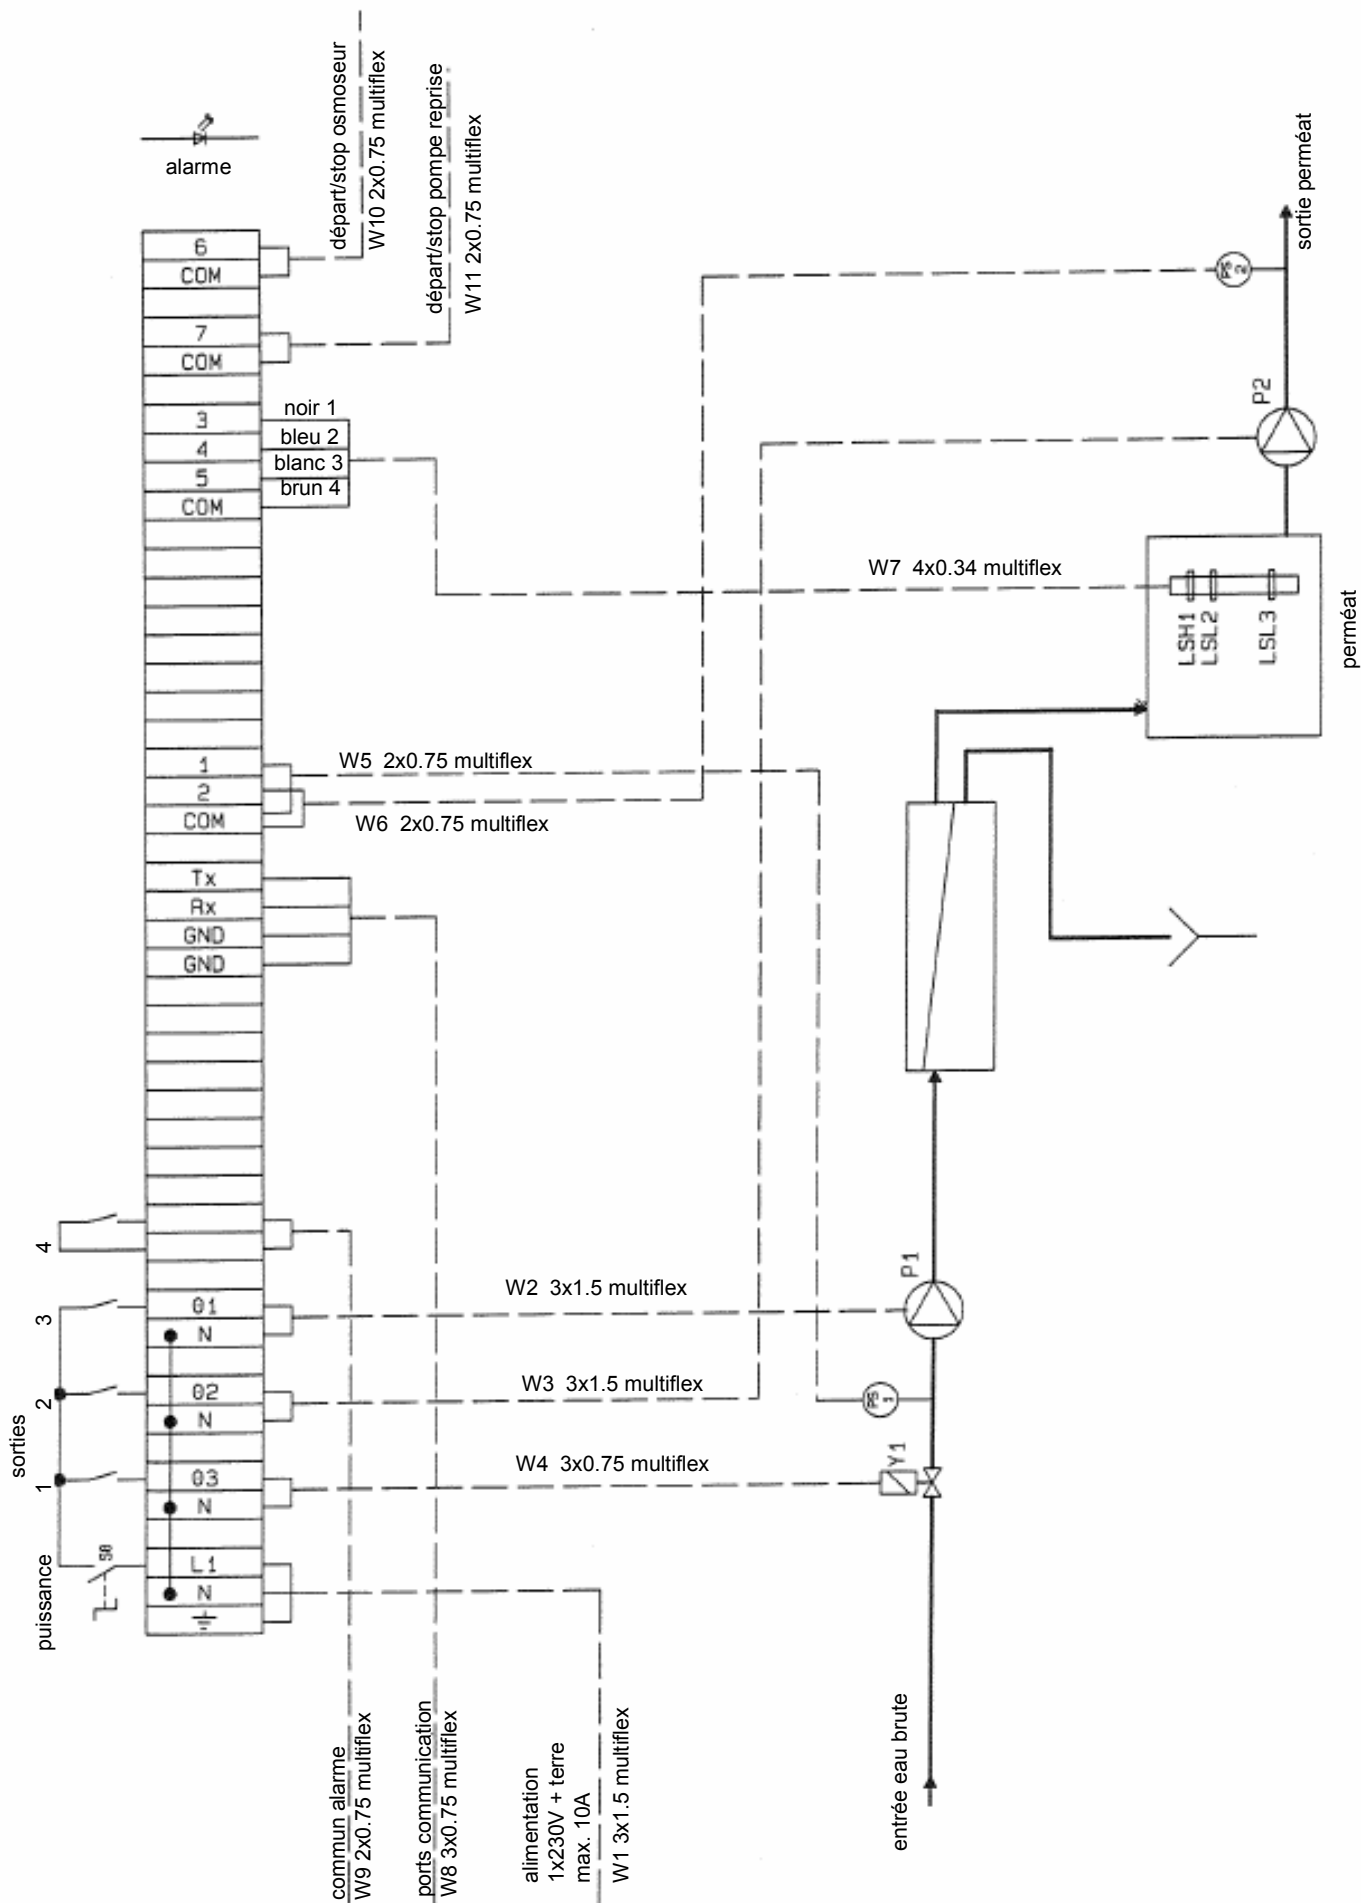 départ/stop osmoseur
W10 2x0.75 multiflex
départ/stop pompe reprise
W11 2x0.75 multiflex
alarme
6
COM
7
COM
3
4
5
COM
noir 1
bleu 2
blanc 3
brun 4
W7 4x0.34 multiflex
PS
2
sortie perméat
P2
LSH1
LSL2
LSL3
perméat
1
2
COM
W5 2x0.75 multiflex
W6 2x0.75 multiflex
Tx
Rx
GND
GND
sorties
4
3
2
1
01
N
02
N
03
N
L1
N
S0
puissance
W2 3x1.5 multiflex
W3 3x1.5 multiflex
W4 3x0.75 multiflex
P1
PS
1
Y1
commun alarme
W9 2x0.75 multiflex
ports communication
W8 3x0.75 multiflex
alimentation
1x230V + terre
max. 10A
W1 3x1.5 multiflex
entrée eau brute